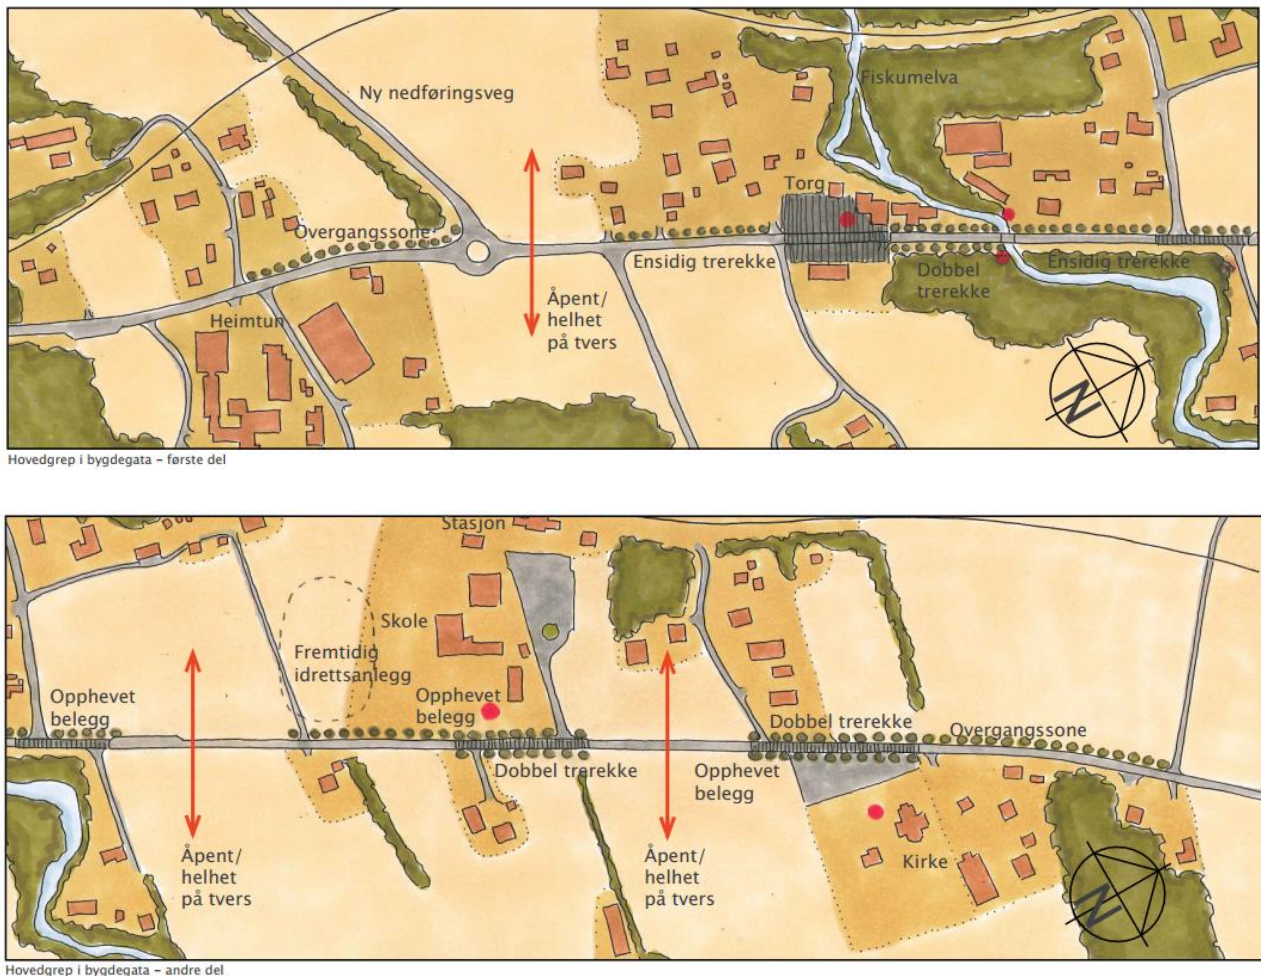 Fiskumelva
Ny nedføringsveg
Torg
Overgangssone
Ensidig trerekke
Dobbel
trerekke
Ensidig trerekke
Åpent/
helhet
på tvers
Heimtun
N
Hovedgrep i bygdegata – første del
Stasjon
Skole
Fremtidig
idrettsanlegg
Opphevet
belegg
Opphevet
belegg
Dobbel trerekke
Overgangssone
Dobbel trerekke
Opphevet
belegg
Åpent/
helhet
på tvers
Åpent/
helhet
på tvers
Kirke
N
Hovedgrep i bygdegata – andre del